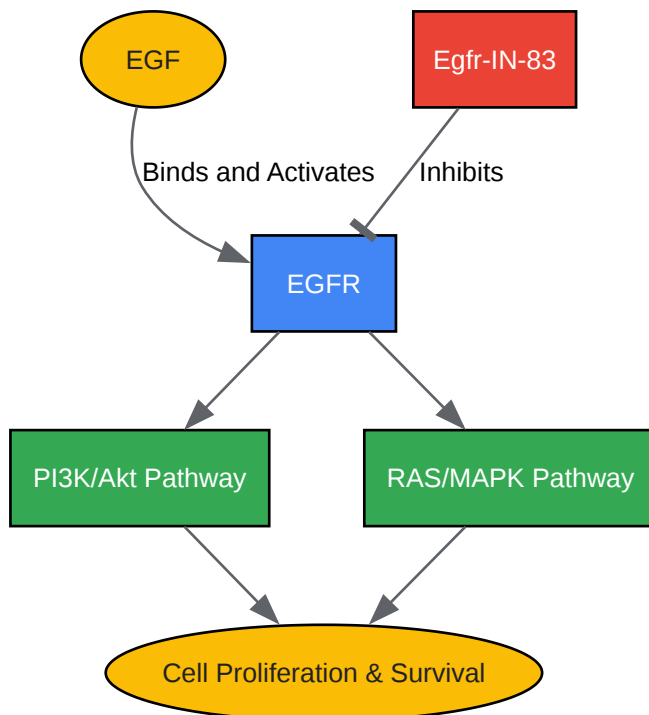 EGF
Egfr-IN-83
Binds and Activates
Inhibits
EGFR
PI3K/Akt Pathway
RAS/MAPK Pathway
Cell Proliferation & Survival